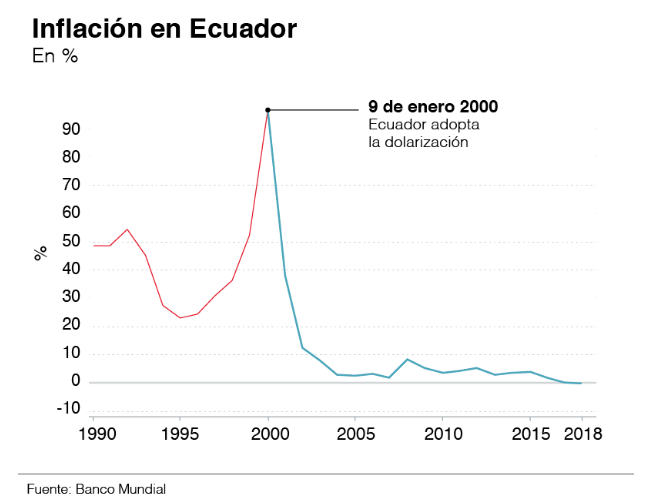 Inflación en Ecuador
En %
9 de enero 2000
Ecuador adopta
la dolarización
90
80
70
60
50
40
30
20
10
0
-10
%
1990 1995 2000 2005 2010 2015 2018
Fuente: Banco Mundial